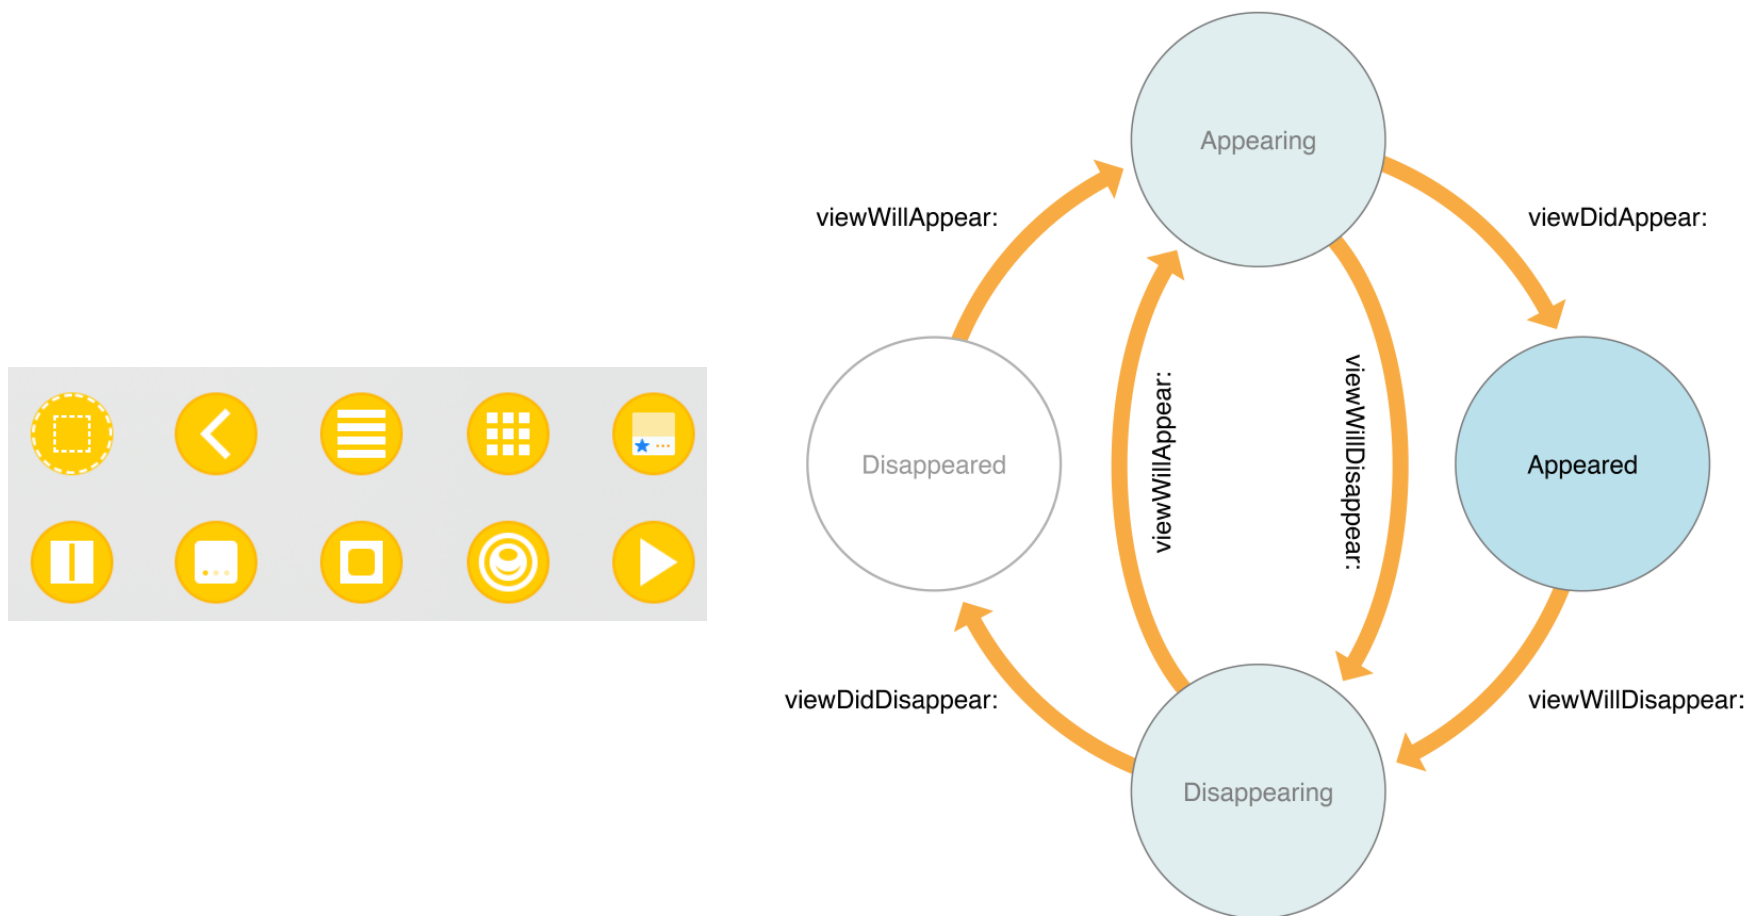 Appearing
viewWillAppear:
viewDidAppear:
viewWillAppear:
viewWillDisappear:
Disappeared
Appeared
viewDidDisappear:
viewWillDisappear:
Disappearing